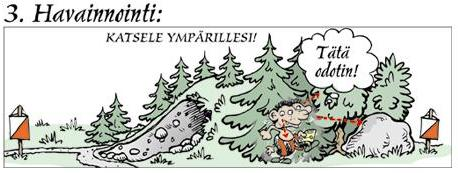 3. Havainnointi:
KATSELE YMPÄRILLESI!
Tätä
odotin!